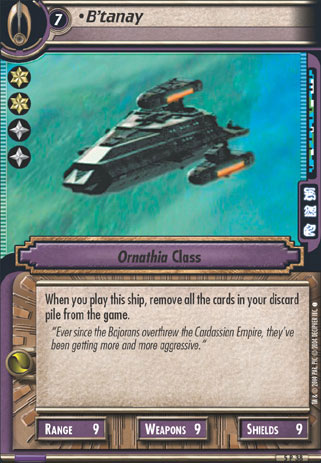 7
•B'tanay
Ornathia Class
When you play this ship, remove all the cards in your discard
pile from the game.
"Ever since the Bajorans overthrew the Cardassian Empire, they've
been getting more and more aggressive."
RANGE 9 WEAPONS 9 SHIELDS 9
5 P 38